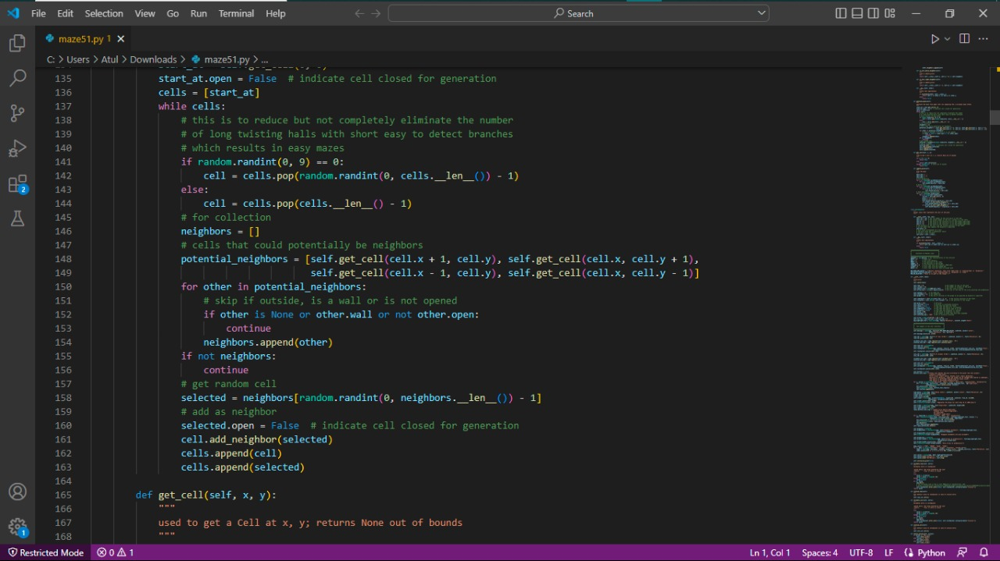 File Edit Selection View Go Run Terminal Help Search
maze51.py 1
C: > Users > Atul > Downloads > maze51.py > ...
135 start_at.open = False # indicate cell closed for generation
136 cells = [start_at]
137 while cells:
138 # this is to reduce but not completely eliminate the number
139 # of long twisting halls with short easy to detect branches
140 # which results in easy mazes
141 if random.randint(0, 9) == 0:
142 cell = cells.pop(random.randint(0, cells.__len__()) - 1)
143 else:
144 cell = cells.pop(cells.__len__() - 1)
145 # for collection
146 neighbors = []
147 # cells that could potentially be neighbors
148 potential_neighbors = [self.get_cell(cell.x + 1, cell.y), self.get_cell(cell.x, cell.y + 1),
149 self.get_cell(cell.x - 1, cell.y), self.get_cell(cell.x, cell.y - 1)]
150 for other in potential_neighbors:
151 # skip if outside, is a wall or is not opened
152 if other is None or other.wall or not other.open:
153 continue
154 neighbors.append(other)
155 if not neighbors:
156 continue
157 # get random cell
158 selected = neighbors[random.randint(0, neighbors.__len__()) - 1]
159 # add as neighbor
160 selected.open = False # indicate cell closed for generation
161 cell.add_neighbor(selected)
162 cells.append(cell)
163 cells.append(selected)
164
165 def get_cell(self, x, y):
166 """
167 used to get a Cell at x, y; returns None out of bounds
168 """
2
1
Restricted Mode 0 1 Ln 1, Col 1 Spaces: 4 UTF-8 LF Python